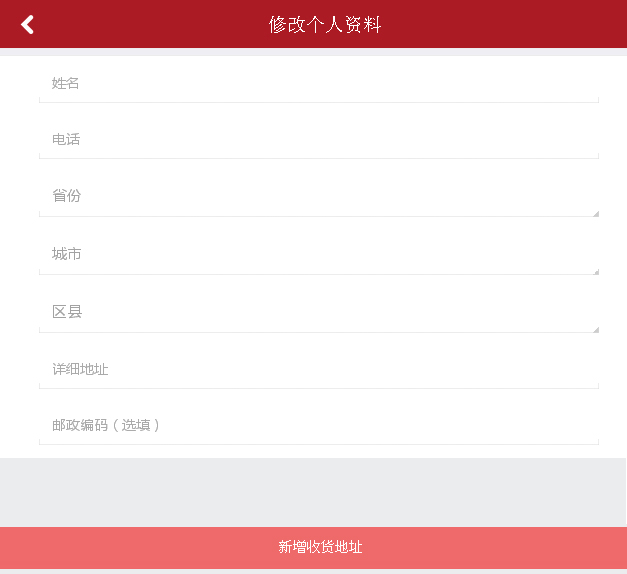 修改个人资料
姓名
电话
省份
城市
区县
详细地址
邮政编码（选填）
新增收货地址